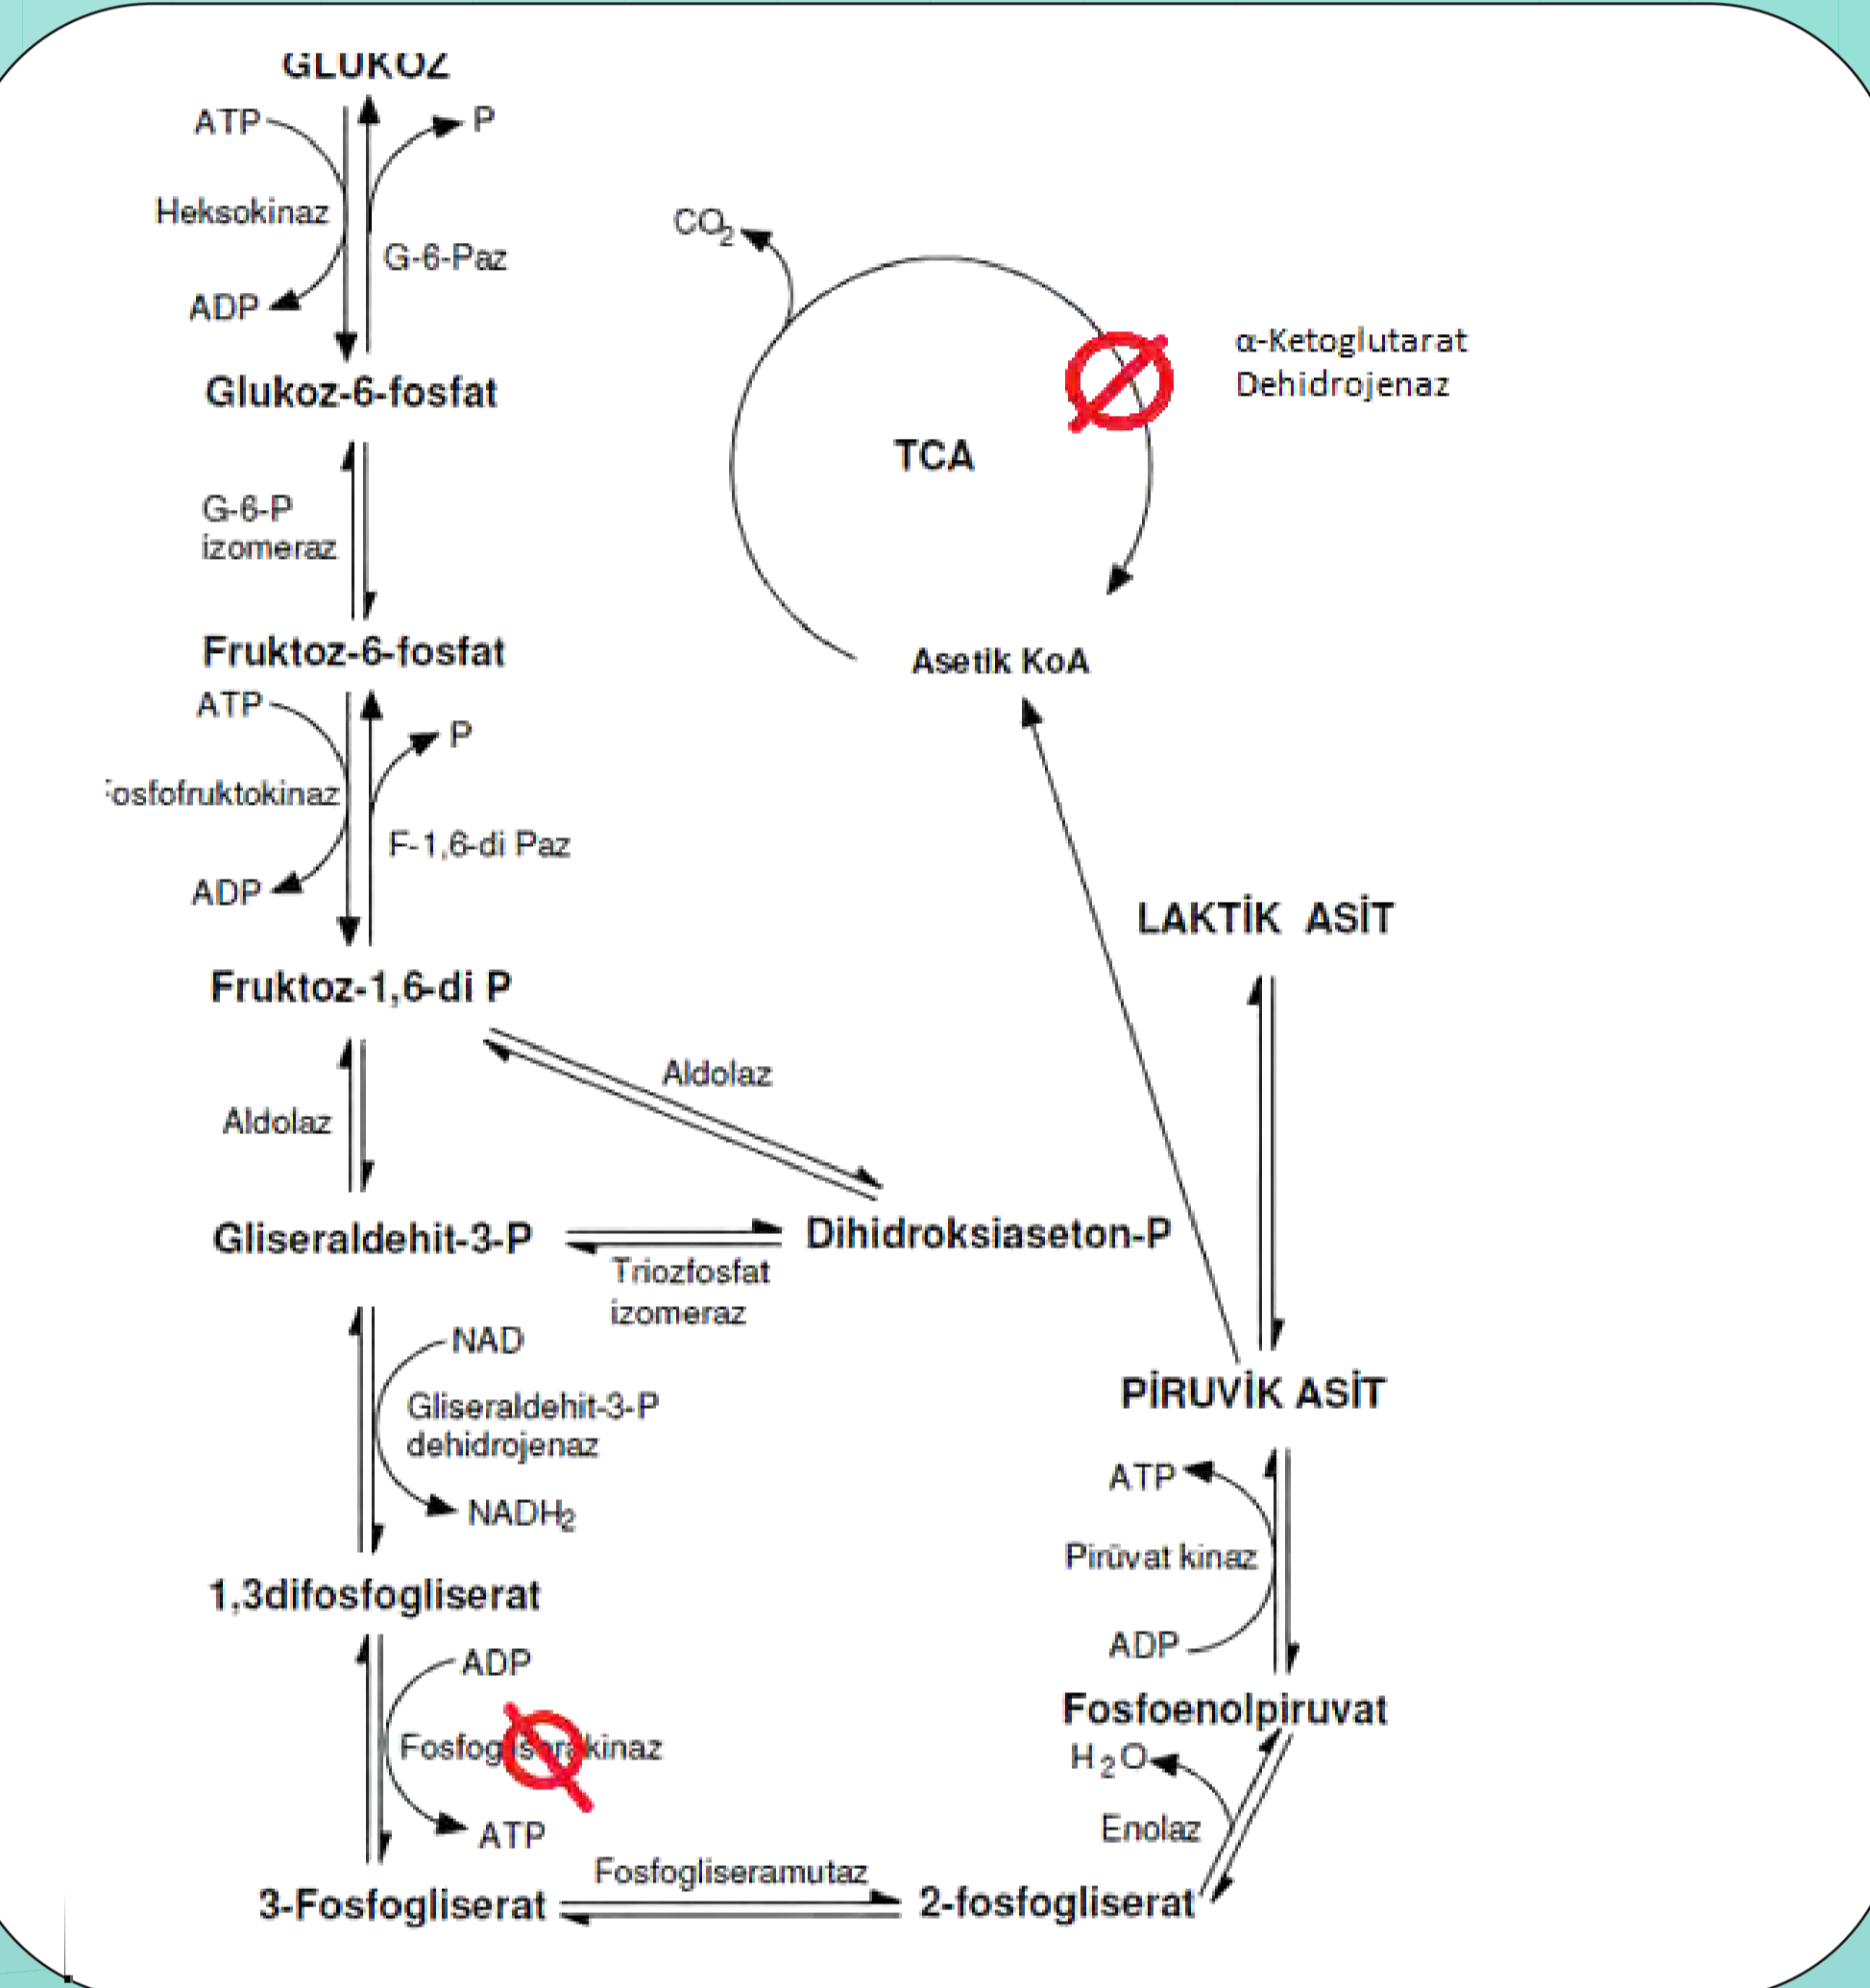 GLUKOZ
ATP
P
Heksokinaz
G-6-Paz
ADP
Glukoz-6-fosfat
G-6-P
izomeraz
Fruktoz-6-fosfat
ATP
P
osfofruktokinaz
F-1,6-di Paz
ADP
Fruktoz-1,6-di P
Aldolaz
Aldolaz
Gliseraldehit-3-P
Dihidroksiaseton-P
Triozfosfat
izomeraz
NAD
Gliseraldehit-3-P
dehidrojenaz
NADH2
1,3difosfogliserat
ADP
ATP
3-Fosfogliserat
Fosfogliseramutaz
2-fosfogliserat
Enolaz
H2O
Fosfoenolpiruvat
ADP
Pirüvat kinaz
ATP
PİRUVİK ASİT
LAKTİK ASİT
Asetik KoA
TCA
CO2
α-Ketoglutarat
Dehidrojenaz